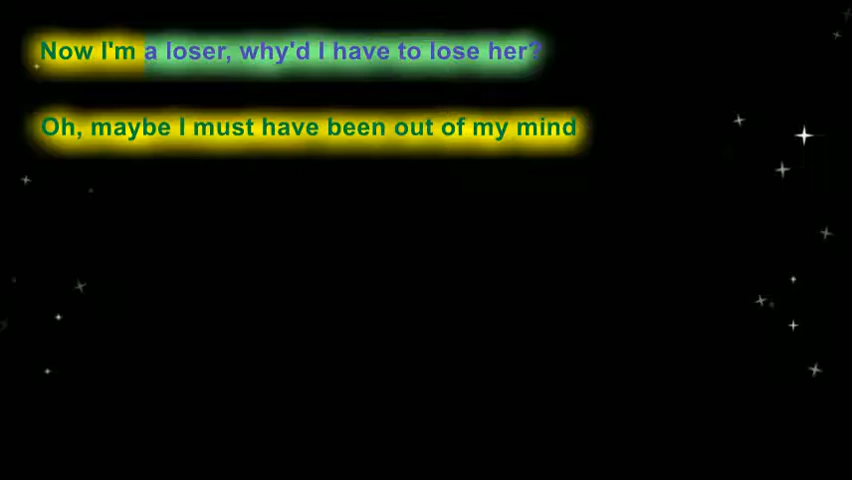 Now I'm a loser, why'd I have to lose her?
Oh, maybe I must have been out of my mind